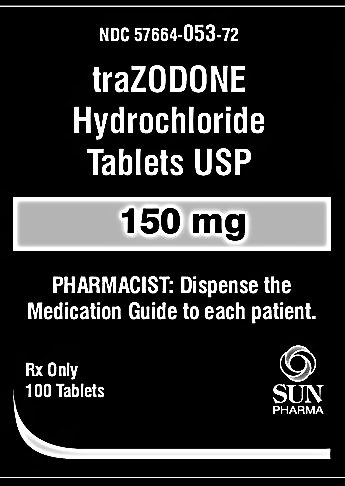 NDC 57664-053-72
traZODONE
Hydrochloride
Tablets USP
150 mg
PHARMACIST: Dispense the
Medication Guide to each patient.
Rx Only
100 Tablets
SUN
PHARMA